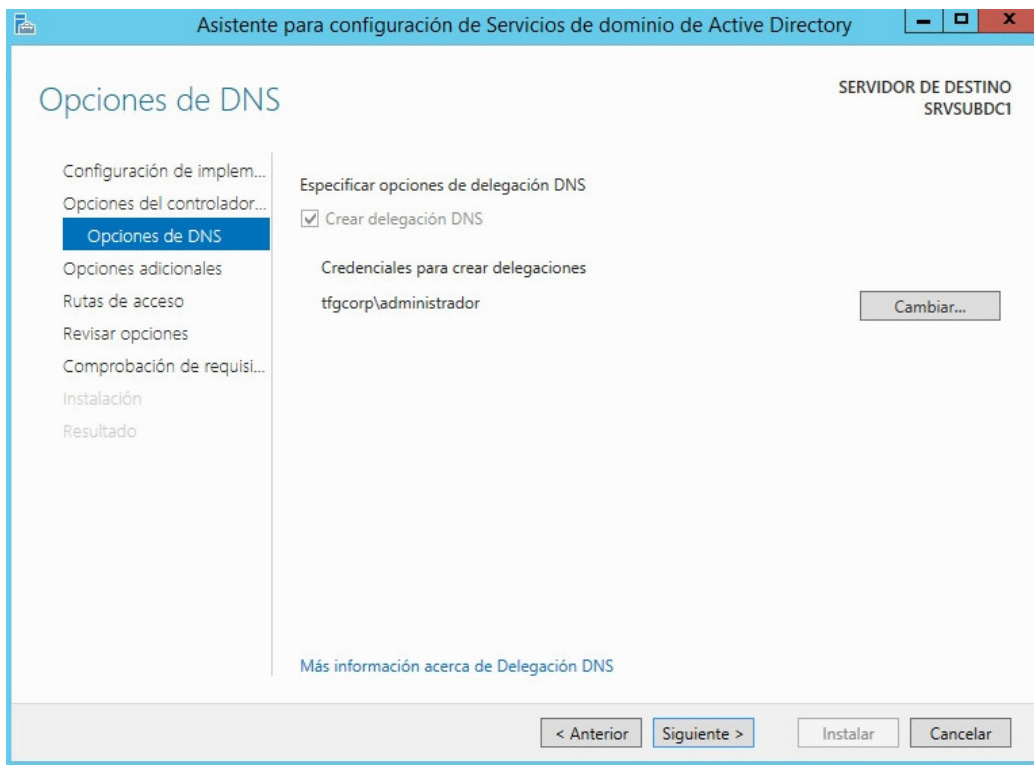 Asistente para configuración de Servicios de dominio de Active Directory
Opciones de DNS
SERVIDOR DE DESTINO
SRVSUBDC1
Configuración de implem...
Opciones del controlador...
Opciones de DNS
Opciones adicionales
Rutas de acceso
Revisar opciones
Comprobación de requisi...
Instalación
Resultado
Especificar opciones de delegación DNS
Crear delegación DNS
Credenciales para crear delegaciones
tfgcorp\administrador
Cambiar...
Más información acerca de Delegación DNS
< Anterior
Siguiente >
Instalar
Cancelar